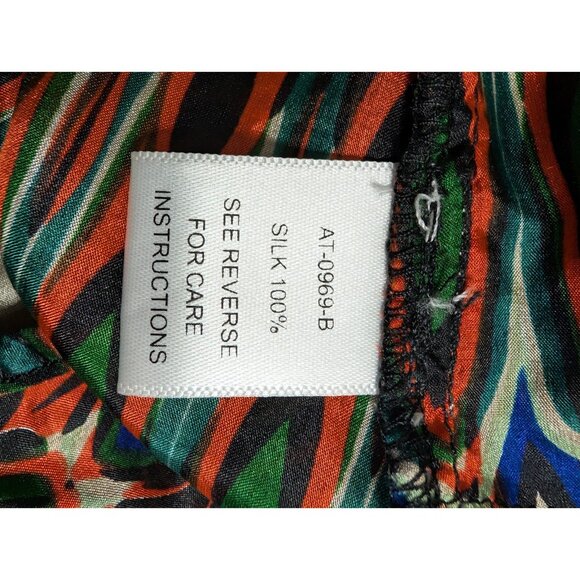 AT-0969-B
SILK 100%
SEE REVERSE
FOR CARE
INSTRUCTIONS